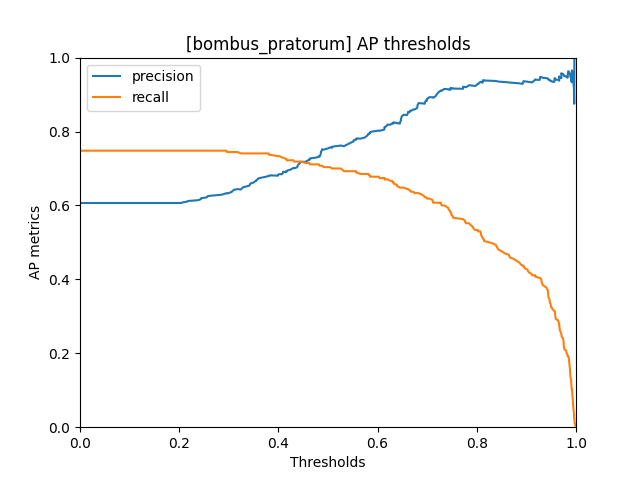 [bombus_pratorum] AP thresholds
precision
recall
AP metrics
1.0
0.8
0.6
0.4
0.2
0.0
0.0 0.2 0.4 0.6 0.8 1.0
Thresholds